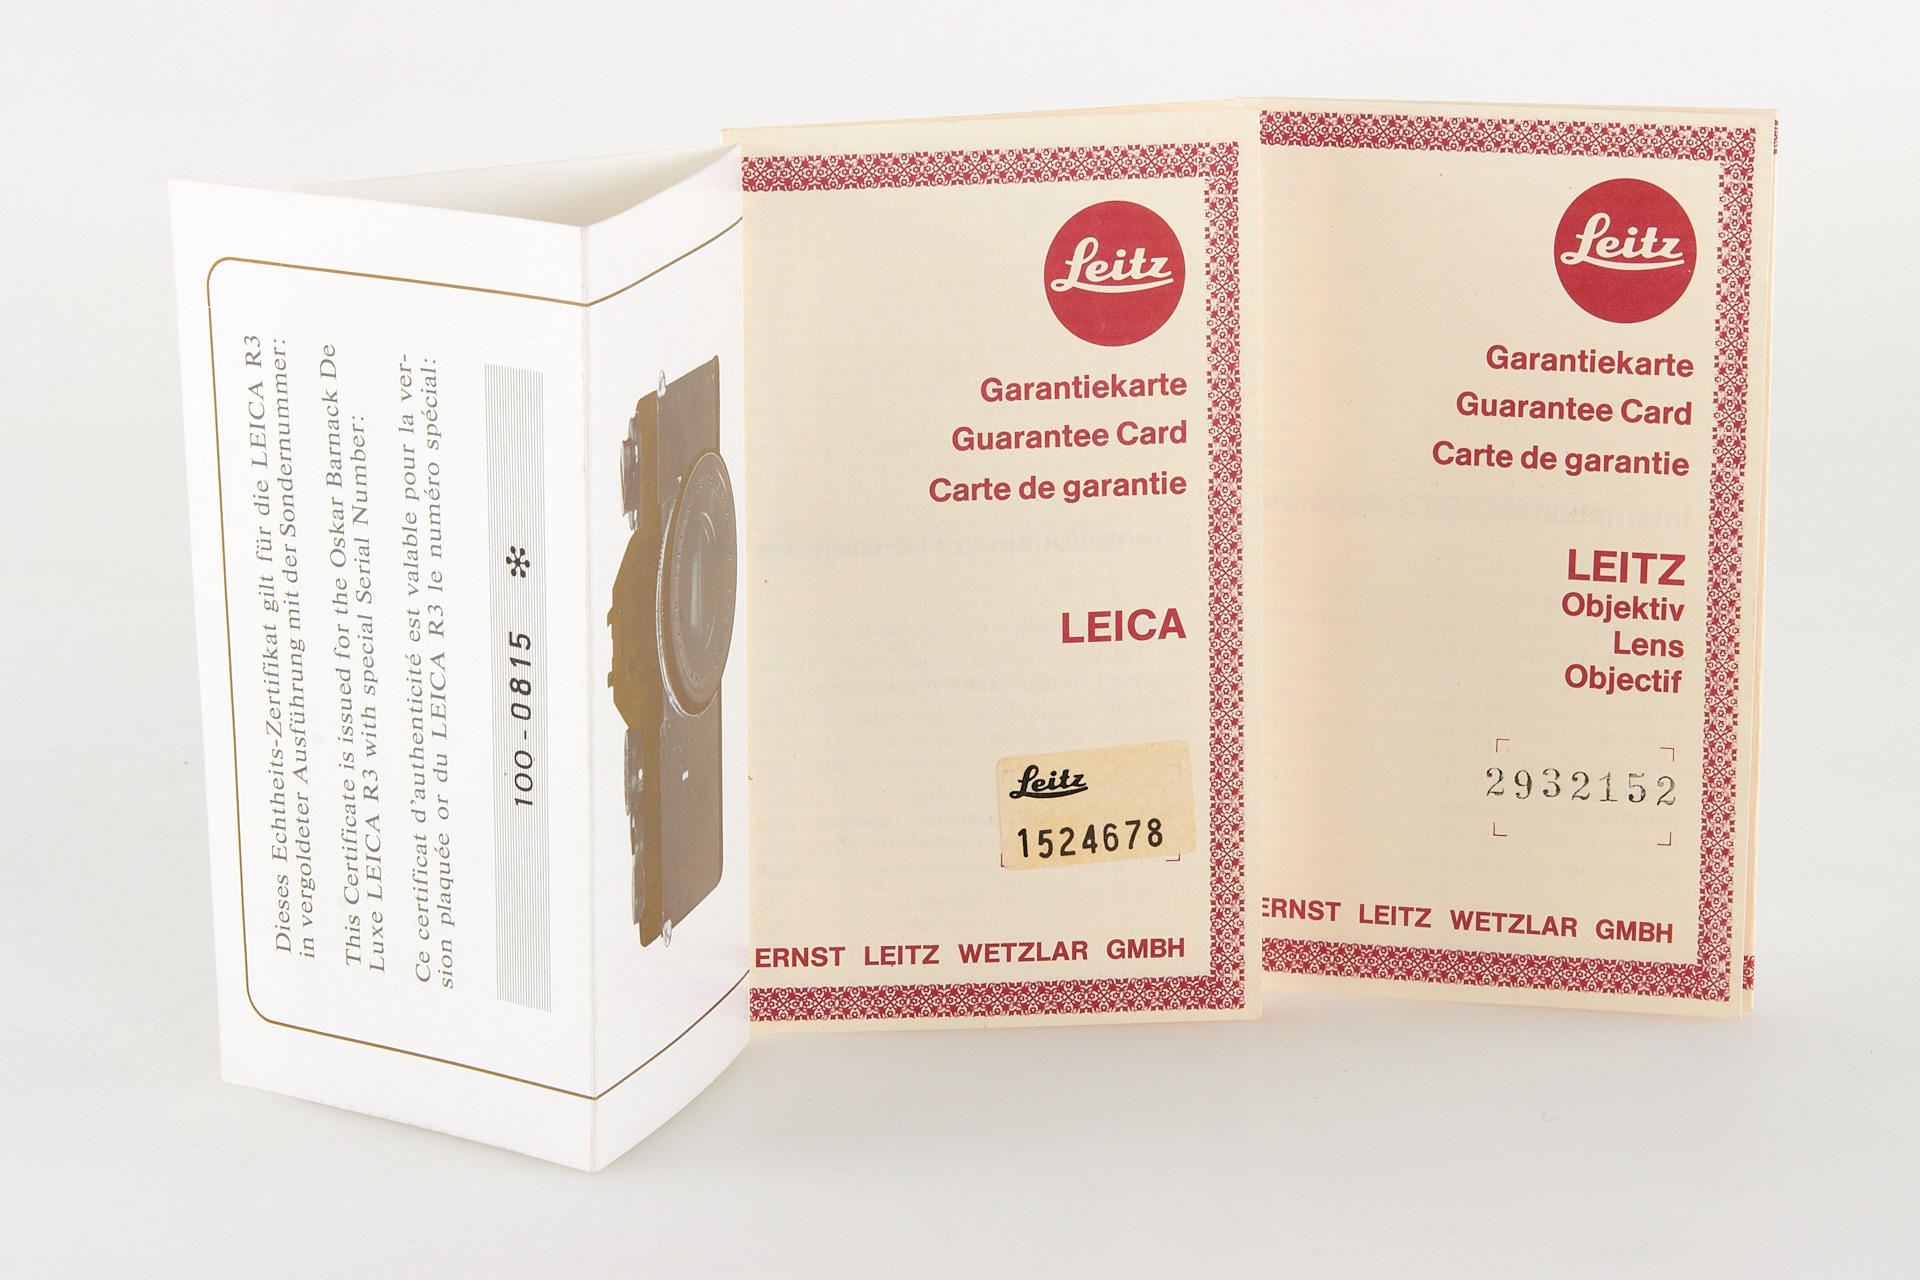 Dieses Echtheits-Zertifikat gilt für die LEICA R3
in vergoldeter Ausführung mit der Sondernummer:
This Certificate is issued for the Oskar Barnack De
Luxe LEICA R3 with special Serial Number:
Ce certificat d'authenticité est valable pour la ver-
sion plaquée or du LEICA R3 le numéro spécial:
100-0815 *
Leitz
Garantiekarte
Guarantee Card
Carte de garantie
LEICA
Leitz
1524678
ERNST LEITZ WETZLAR GMBH
Leitz
Garantiekarte
Guarantee Card
Carte de garantie
LEITZ
Objektiv
Lens
Objectif
2932152
ERNST LEITZ WETZLAR GMBH